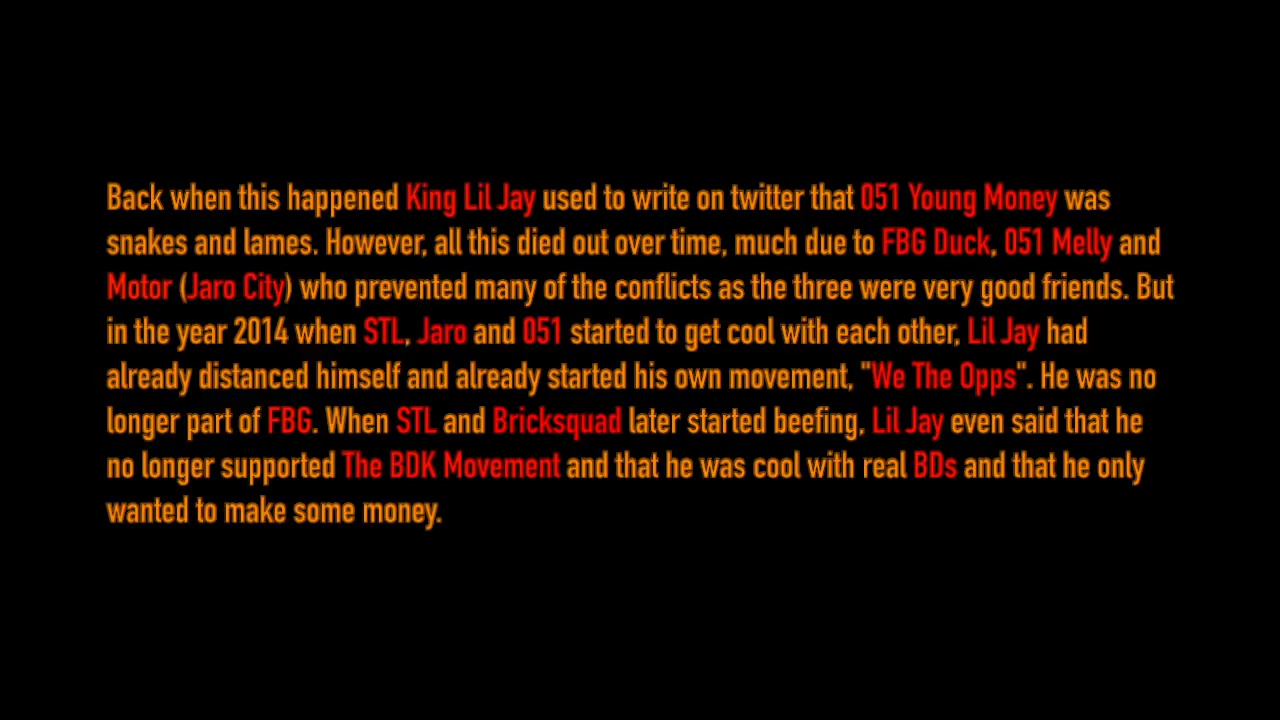 Back when this happened King Lil Jay used to write on twitter that 051 Young Money was
snakes and lames. However, all this died out over time, much due to FBG Duck, 051 Melly and
Motor (Jaro City) who prevented many of the conflicts as the three were very good friends. But
in the year 2014 when STL, Jaro and 051 started to get cool with each other, Lil Jay had
already distanced himself and already started his own movement, "We The Opps". He was no
longer part of FBG. When STL and Bricksquad later started beefing, Lil Jay even said that he
no longer supported The BDK Movement and that he was cool with real BDs and that he only
wanted to make some money.